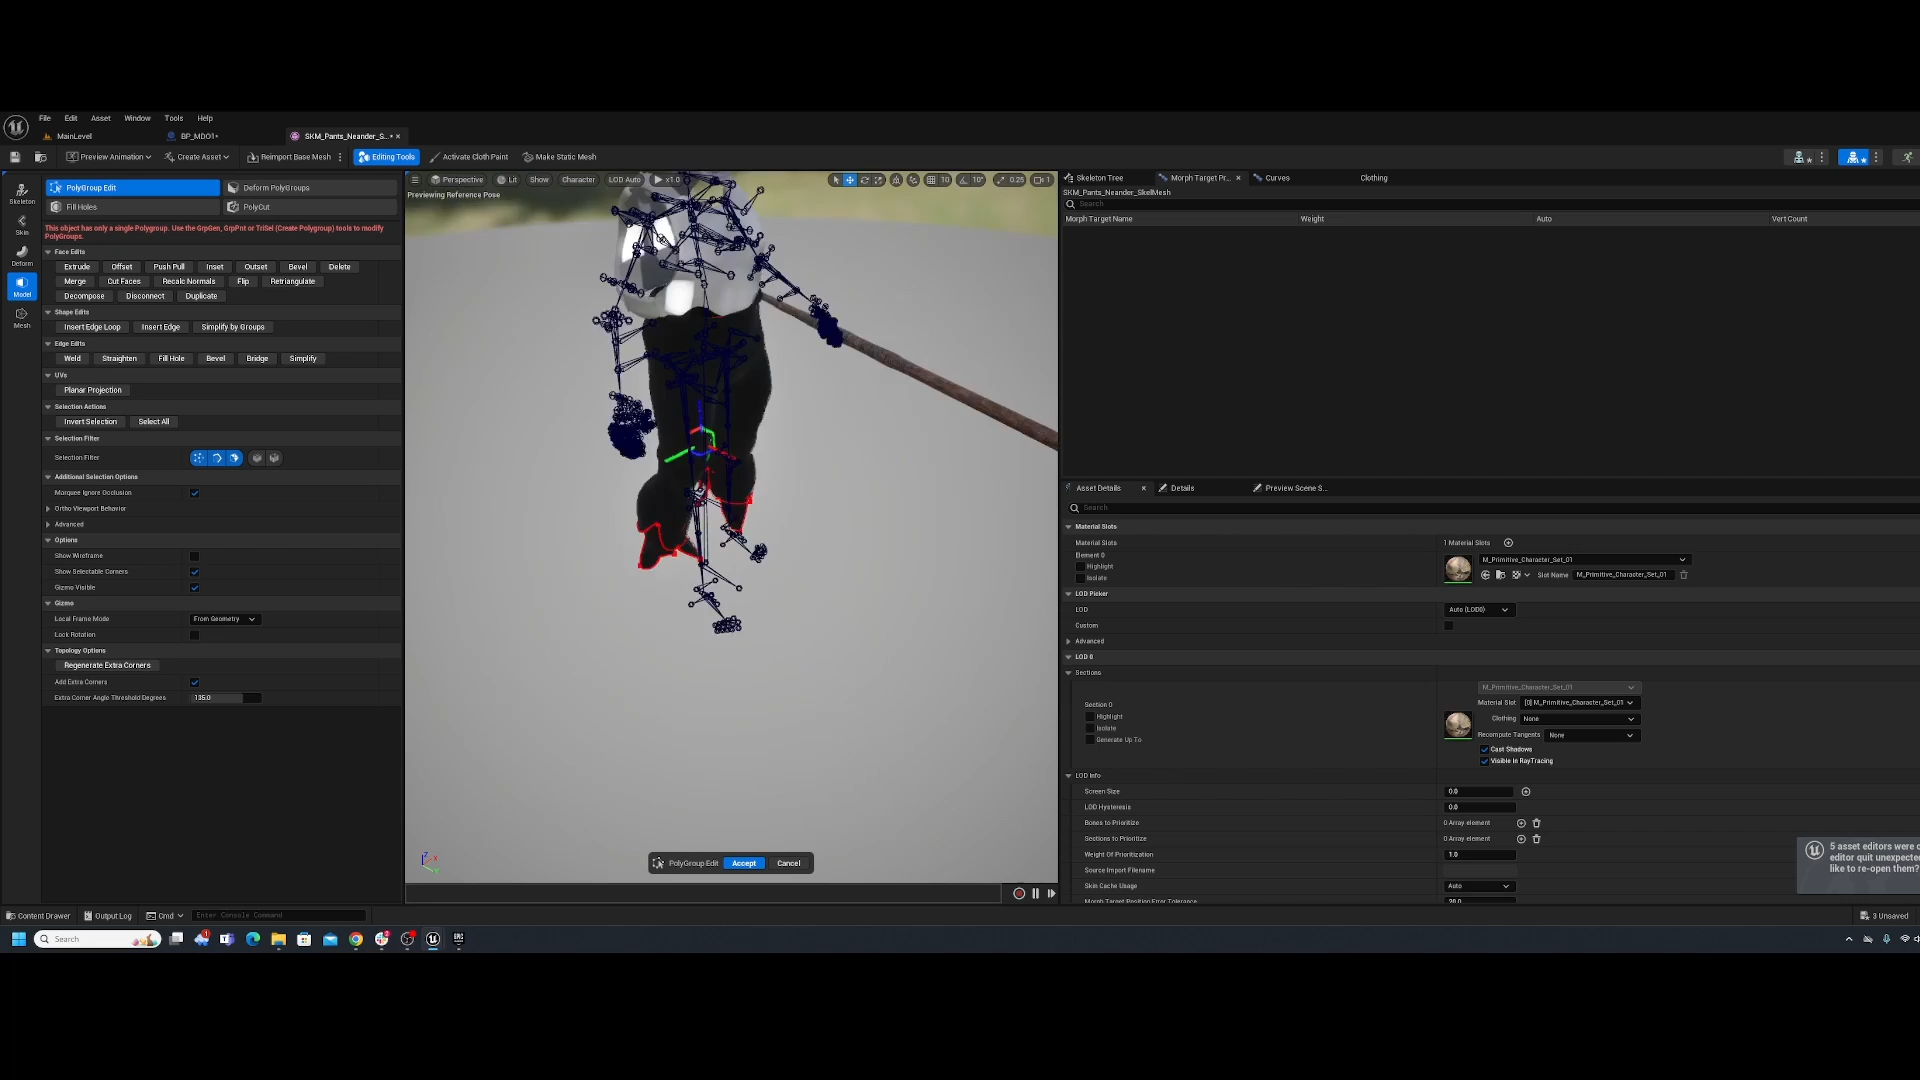 File Edit Asset Window Tools Help
MainLevel BP_MDO1* SKM_Pants_Neander_S...* ×
Preview Animation Create Asset Reimport Base Mesh Editing Tools Activate Cloth Paint Make Static Mesh
Skeleton
Skin
Deform
Model
Mesh
PolyGroup Edit Deform PolyGroups
Fill Holes PolyCut
This object has only a single Polygroup. Use the GrpGen, GrpPnt or TriSel (Create Polygroup) tools to modify
PolyGroups.
Face Edits
Extrude Offset Push Pull Inset Outset Bevel Delete
Merge Cut Faces Recalc Normals Flip Retriangulate
Decompose Disconnect Duplicate
Shape Edits
Insert Edge Loop Insert Edge Simplify by Groups
Edge Edits
Weld Straighten Fill Hole Bevel Bridge Simplify
UVs
Planar Projection
Selection Actions
Invert Selection Select All
Selection Filter
Selection Filter
Additional Selection Options
Marquee Ignore Occlusion
Ortho Viewport Behavior
Advanced
Options
Show Wireframe
Show Selectable Corners
Gizmo Visible
Gizmo
Local Frame Mode From Geometry
Lock Rotation
Topology Options
Regenerate Extra Corners
Add Extra Corners
Extra Corner Angle Threshold Degrees 135.0
Perspective Lit Show Character LOD Auto x1.0 10 10° 0.25 1
Previewing Reference Pose
Z X Y
PolyGroup Edit Accept Cancel
Skeleton Tree Morph Target Pr... × Curves Clothing
SKM_Pants_Neander_SkelMesh
Search
Morph Target Name Weight Auto Vert Count
Asset Details × Details Preview Scene S...
Search
Material Slots
Material Slots 1 Material Slots
Element 0 M_Primitive_Character_Set_01
Highlight
Isolate Slot Name M_Primitive_Character_Set_01
LOD Picker
LOD Auto (LOD0)
Custom
Advanced
LOD 0
Sections
M_Primitive_Character_Set_01
Section 0 Material Slot [0] M_Primitive_Character_Set_01
Highlight Clothing None
Isolate
Generate Up To Recompute Tangents None
Cast Shadows
Visible In RayTracing
LOD Info
Screen Size 0.0
LOD Hysteresis 0.0
Bones to Prioritize 0 Array element
Sections to Prioritize 0 Array element
Weight Of Prioritization 1.0
Source Import Filename
Skin Cache Usage Auto
Morph Target Position Error Tolerance 20.0
5 asset editors were o
editor quit unexpected
like to re-open them?
Content Drawer Output Log Cmd Enter Console Command 3 Unsaved
Search